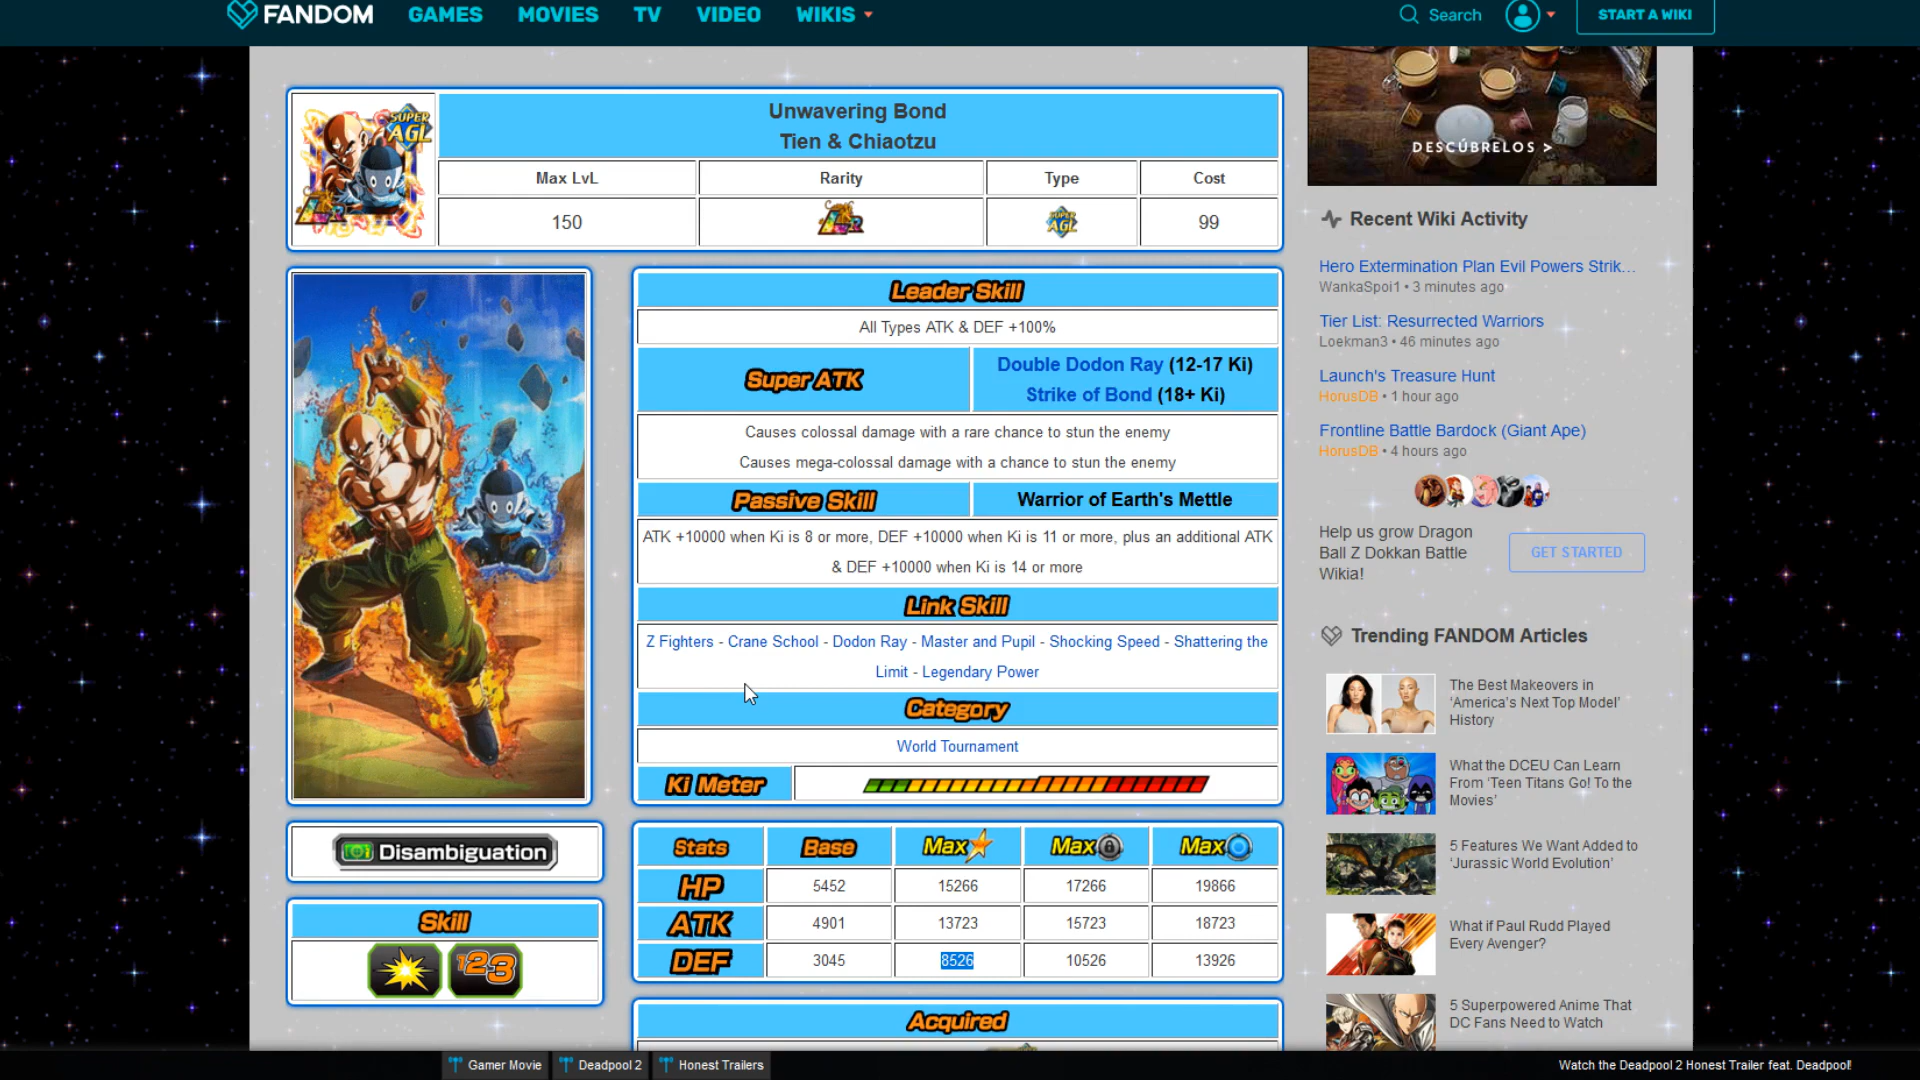 FANDOM GAMES MOVIES TV VIDEO WIKIS Search START A WIKI
Unwavering Bond
Tien & Chiaotzu
SUPER AGL
LR
Max LvL Rarity Type Cost
150 LR SUPER AGL 99
Leader Skill
All Types ATK & DEF +100%
Super ATK
Double Dodon Ray (12-17 Ki)
Strike of Bond (18+ Ki)
Causes colossal damage with a rare chance to stun the enemy
Causes mega-colossal damage with a chance to stun the enemy
Passive Skill Warrior of Earth's Mettle
ATK +10000 when Ki is 8 or more, DEF +10000 when Ki is 11 or more, plus an additional ATK
& DEF +10000 when Ki is 14 or more
Link Skill
Z Fighters - Crane School - Dodon Ray - Master and Pupil - Shocking Speed - Shattering the
Limit - Legendary Power
Category
World Tournament
Ki Meter
Disambiguation
Skill
123
Stats Base Max Max Max
HP 5452 15266 17266 19866
ATK 4901 13723 15723 18723
DEF 3045 8526 10526 13926
Acquired
DESCÚBRELOS >
Recent Wiki Activity
Hero Extermination Plan Evil Powers Strik...
WankaSpoi1 • 3 minutes ago
Tier List: Resurrected Warriors
Loekman3 • 46 minutes ago
Launch's Treasure Hunt
HorusDB • 1 hour ago
Frontline Battle Bardock (Giant Ape)
HorusDB • 4 hours ago
Help us grow Dragon
Ball Z Dokkan Battle
Wikia!
GET STARTED
Trending FANDOM Articles
The Best Makeovers in
‘America’s Next Top Model’
History
What the DCEU Can Learn
From ‘Teen Titans Go! To the
Movies’
5 Features We Want Added to
‘Jurassic World Evolution’
What if Paul Rudd Played
Every Avenger?
5 Superpowered Anime That
DC Fans Need to Watch
Gamer Movie Deadpool 2 Honest Trailers Watch the Deadpool 2 Honest Trailer feat. Deadpool!